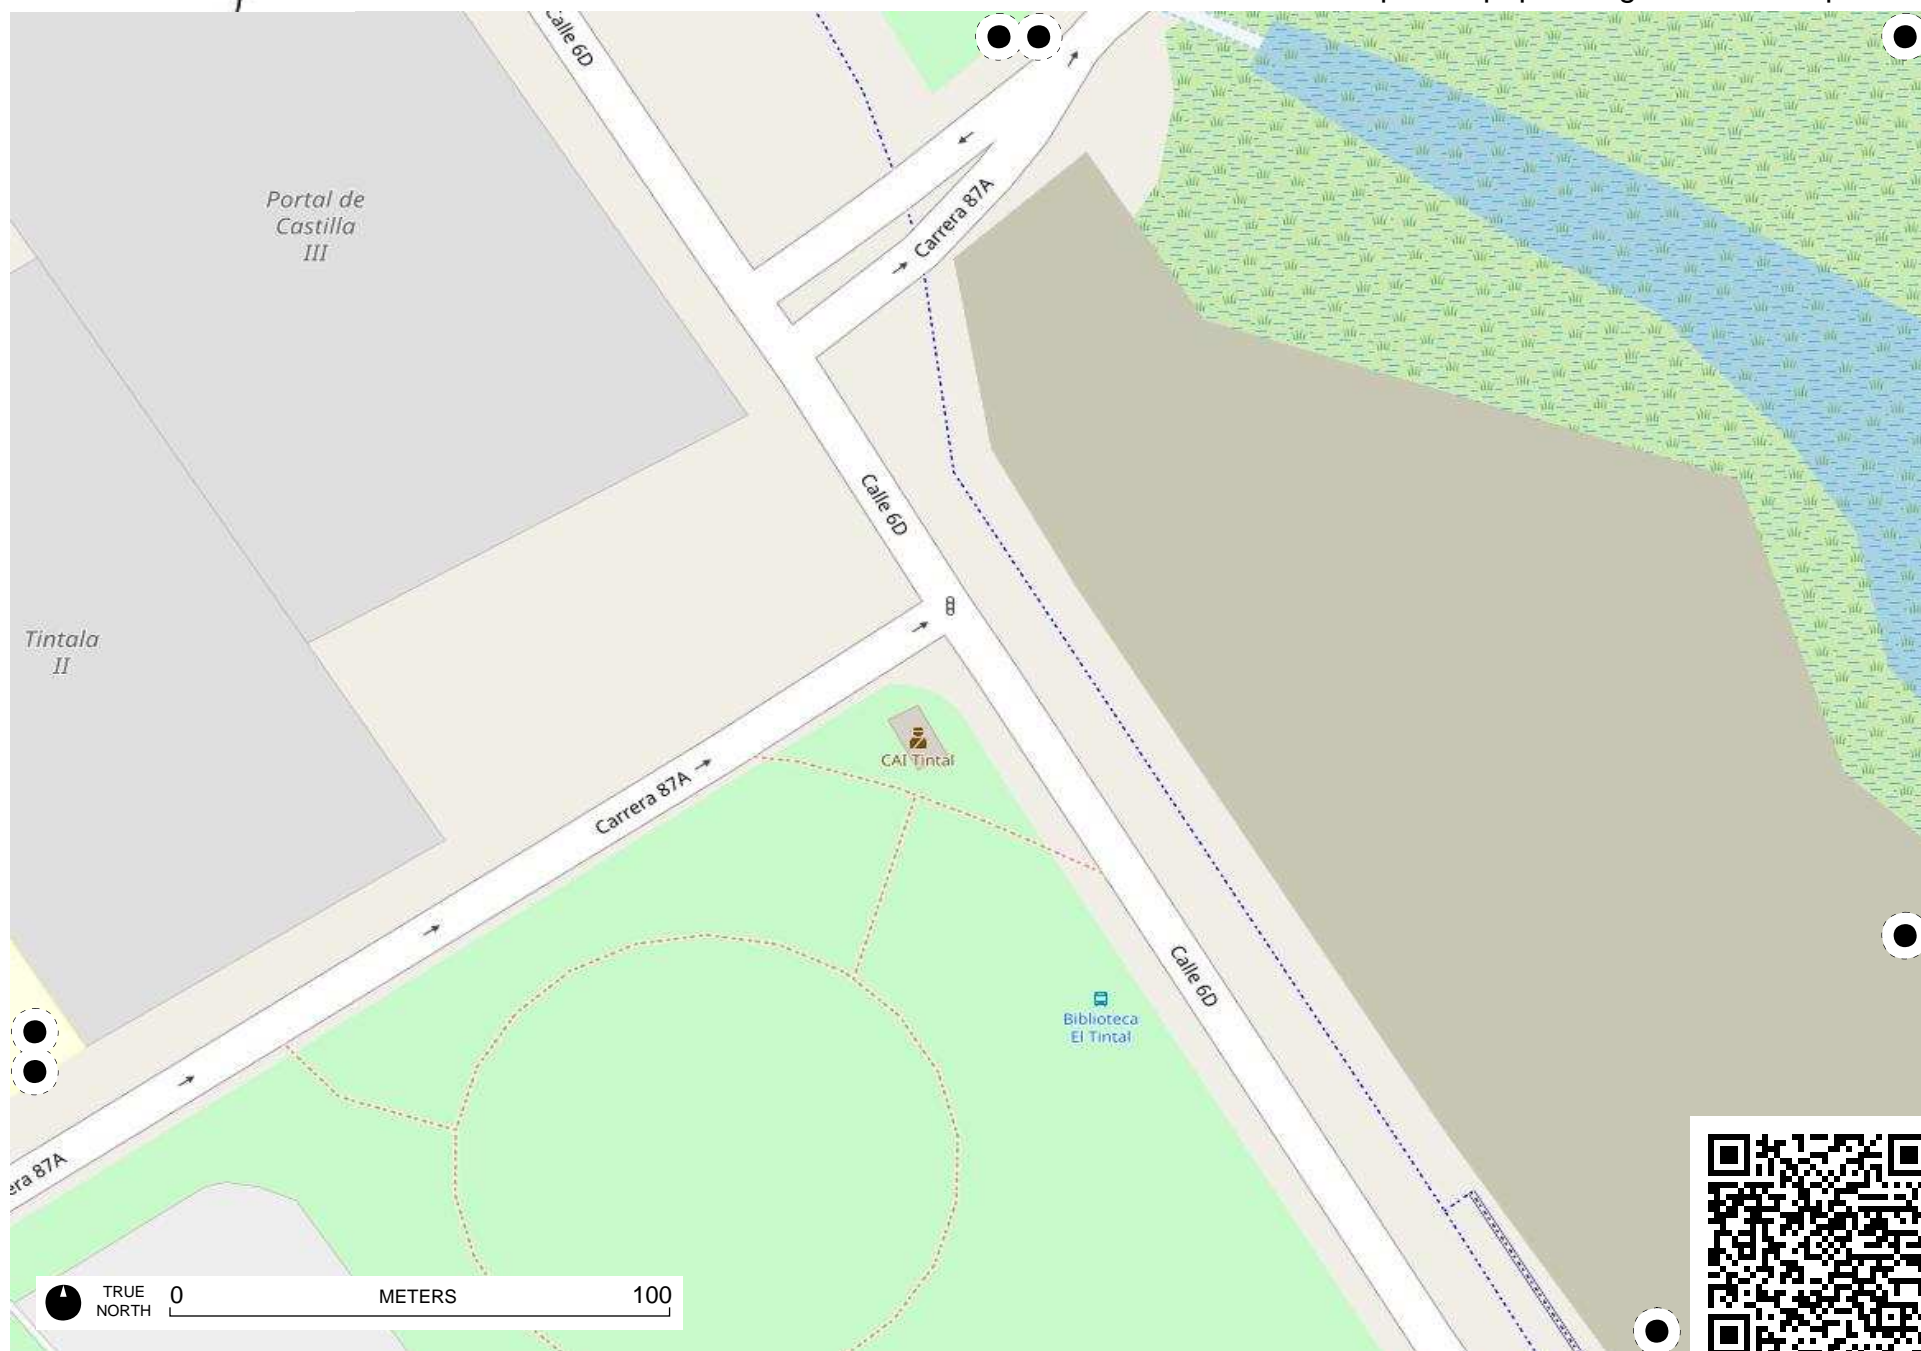 Calle 6D
Portal de
Castilla
III
Carrera 87A
Calle 6D
Tintala
II
CAI Tintal
Carrera 87A
Calle 6D
Biblioteca
El Tintal
era 87A
TRUE
NORTH
0
METERS
100